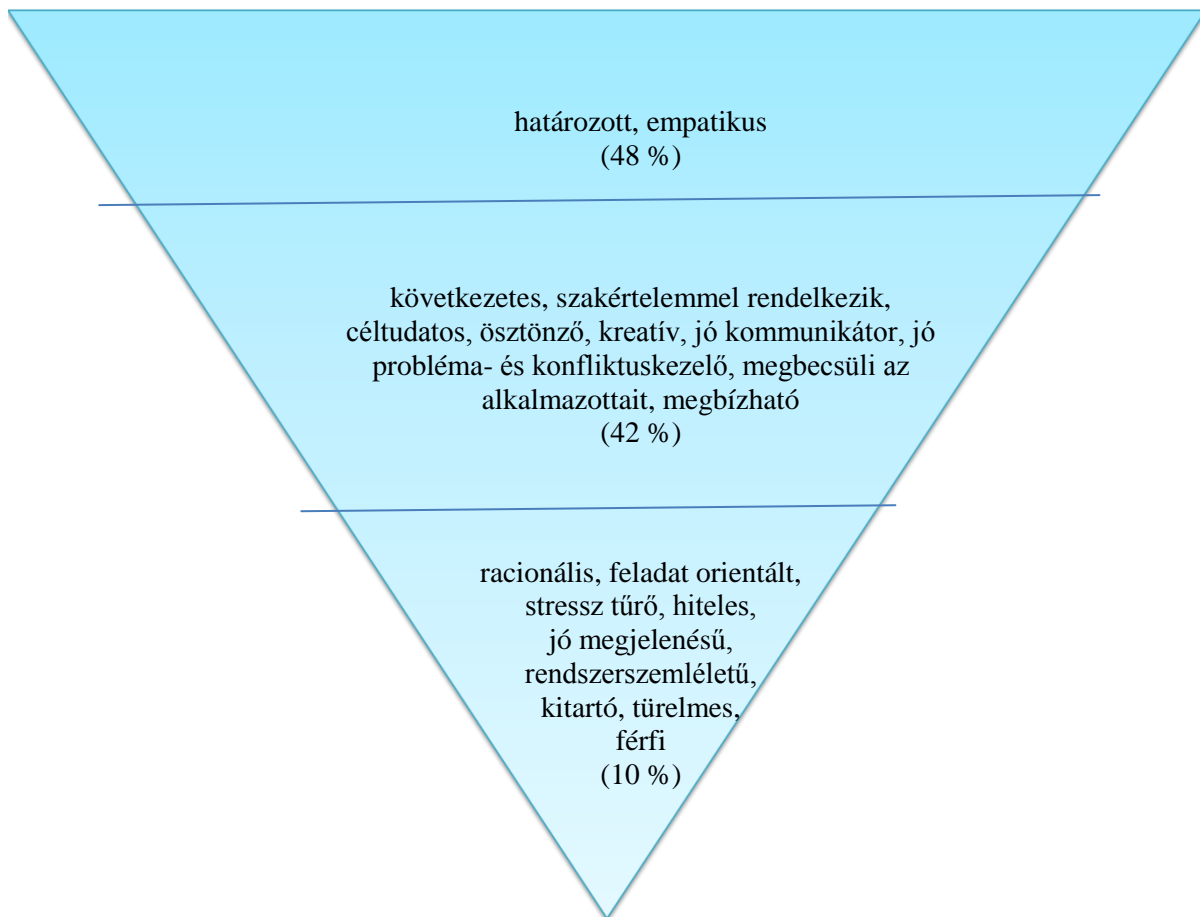 határozott, empatikus
(48 %)
következetes, szakértelemmel rendelkezik,
céltudatos, ösztönző, kreatív, jó kommunikátor, jó
probléma- és konfliktuskezelő, megbecsüli az
alkalmazottait, megbízható
(42 %)
racionális, feladat orientált,
stressz tűrő, hiteles,
jó megjelenésű,
rendszerszemléletű,
kitartó, türelmes,
férfi
(10 %)